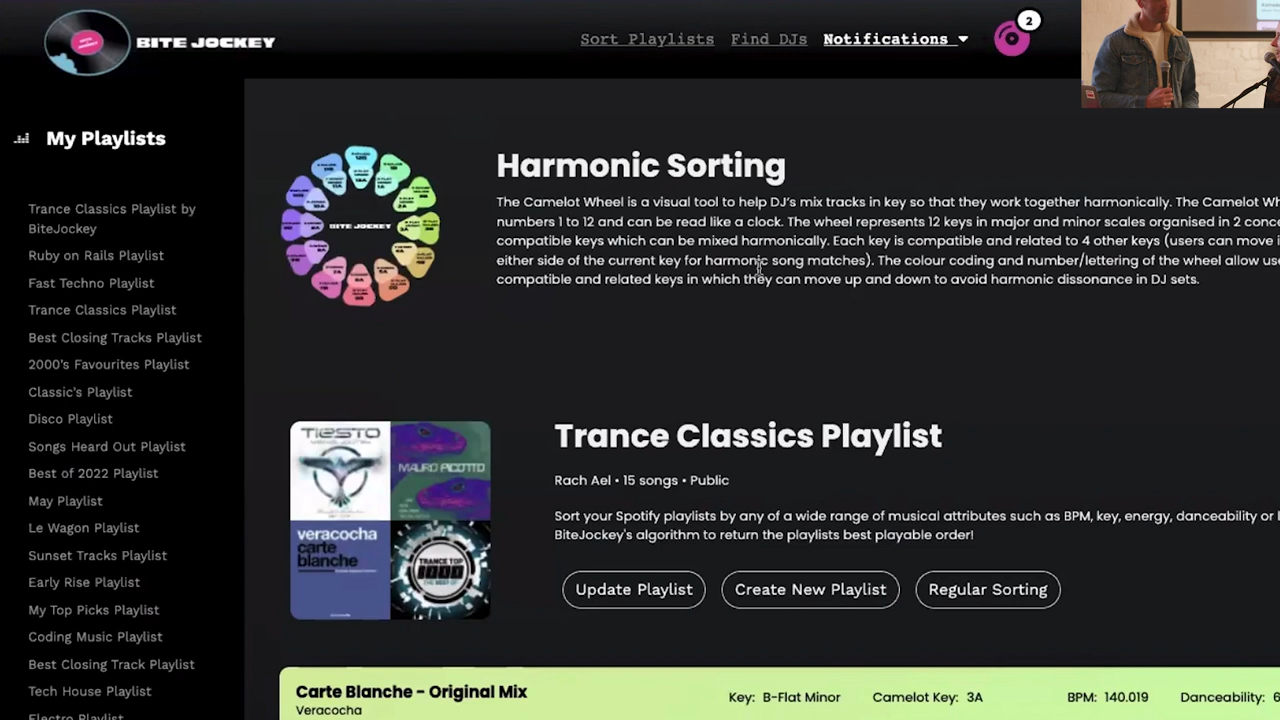 BITE JOCKEY
Sort Playlists
Find DJs
Notifications
2
My Playlists
Trance Classics Playlist by
BiteJockey
Ruby on Rails Playlist
Fast Techno Playlist
Trance Classics Playlist
Best Closing Tracks Playlist
2000's Favourites Playlist
Classic's Playlist
Disco Playlist
Songs Heard Out Playlist
Best of 2022 Playlist
May Playlist
Le Wagon Playlist
Sunset Tracks Playlist
Early Rise Playlist
My Top Picks Playlist
Coding Music Playlist
Best Closing Track Playlist
Tech House Playlist
Electro Playlist
BITE JOCKEY
Harmonic Sorting
The Camelot Wheel is a visual tool to help DJ's mix tracks in key so that they work together harmonically. The Camelot Wh
numbers 1 to 12 and can be read like a clock. The wheel represents 12 keys in major and minor scales organised in 2 conc
compatible keys which can be mixed harmonically. Each key is compatible and related to 4 other keys (users can move i
either side of the current key for harmonic song matches). The colour coding and number/lettering of the wheel allow use
compatible and related keys in which they can move up and down to avoid harmonic dissonance in DJ sets.
TIËSTO
MAURO PICOTTO
veracocha
carte
blanche
TRANCE TOP
1000
Trance Classics Playlist
Rach Ael • 15 songs • Public
Sort your Spotify playlists by any of a wide range of musical attributes such as BPM, key, energy, danceability or l
BiteJockey's algorithm to return the playlists best playable order!
Update Playlist
Create New Playlist
Regular Sorting
Carte Blanche - Original Mix
Veracocha
Key: B-Flat Minor
Camelot Key: 3A
BPM: 140.019
Danceability: 6